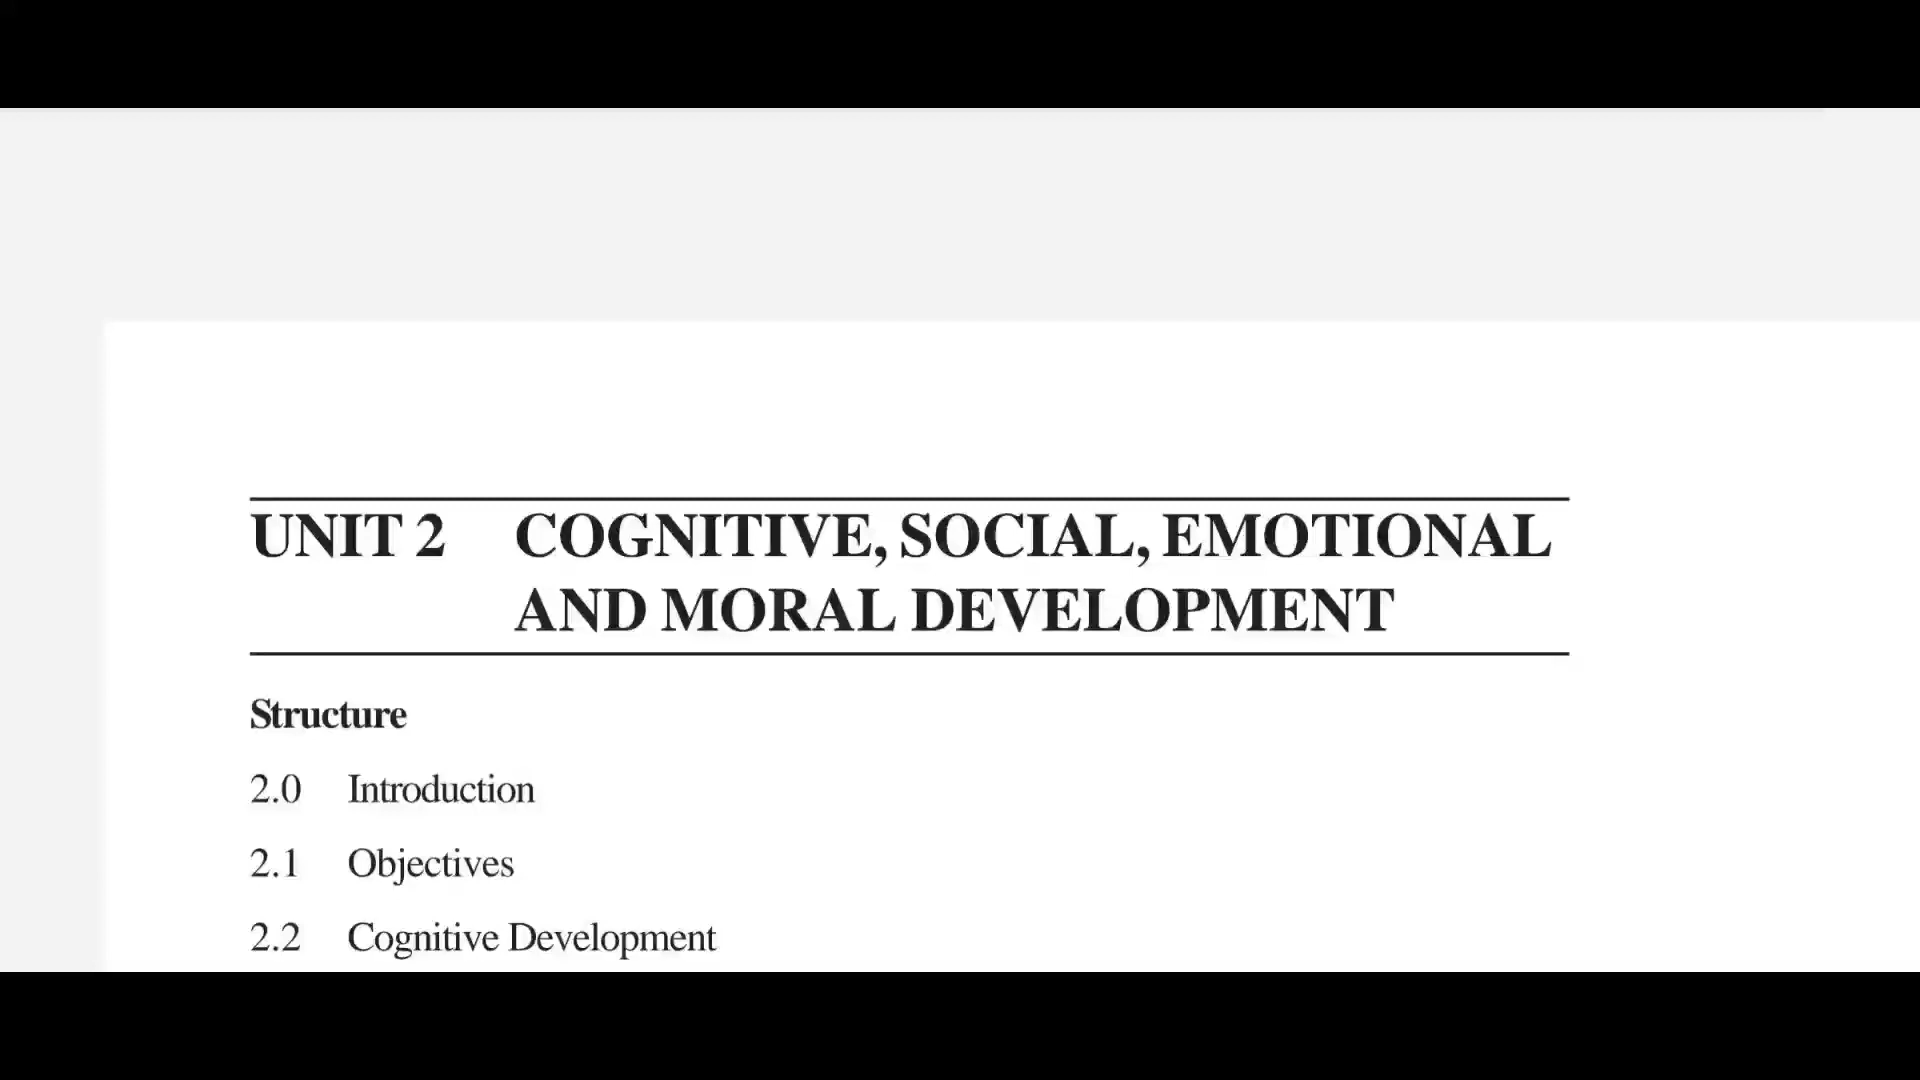 UNIT 2 COGNITIVE, SOCIAL, EMOTIONAL
AND MORAL DEVELOPMENT
Structure
2.0 Introduction
2.1 Objectives
2.2 Cognitive Development